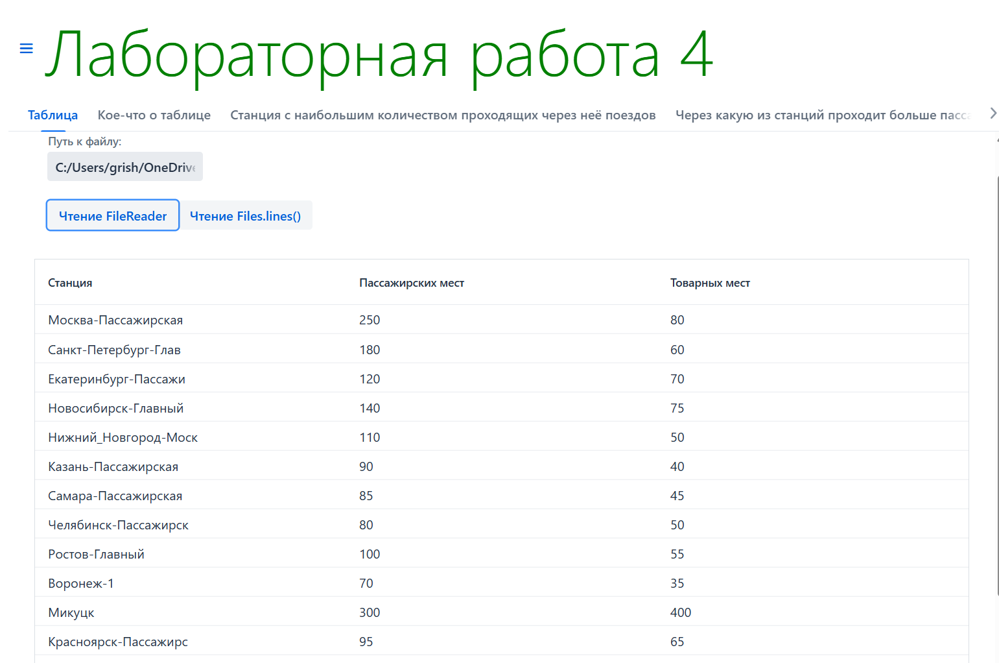 Лабораторная работа 4
Таблица Кое-что о таблице Станция с наибольшим количеством проходящих через неё поездов Через какую из станций проходит больше пасса
Путь к файлу:
C:/Users/grish/OneDrive
Чтение FileReader Чтение Files.lines()
Станция Пассажирских мест Товарных мест
Москва-Пассажирская 250 80
Санкт-Петербург-Глав 180 60
Екатеринбург-Пассажи 120 70
Новосибирск-Главный 140 75
Нижний_Новгород-Моск 110 50
Казань-Пассажирская 90 40
Самара-Пассажирская 85 45
Челябинск-Пассажирск 80 50
Ростов-Главный 100 55
Воронеж-1 70 35
Микуцк 300 400
Красноярск-Пассажирс 95 65